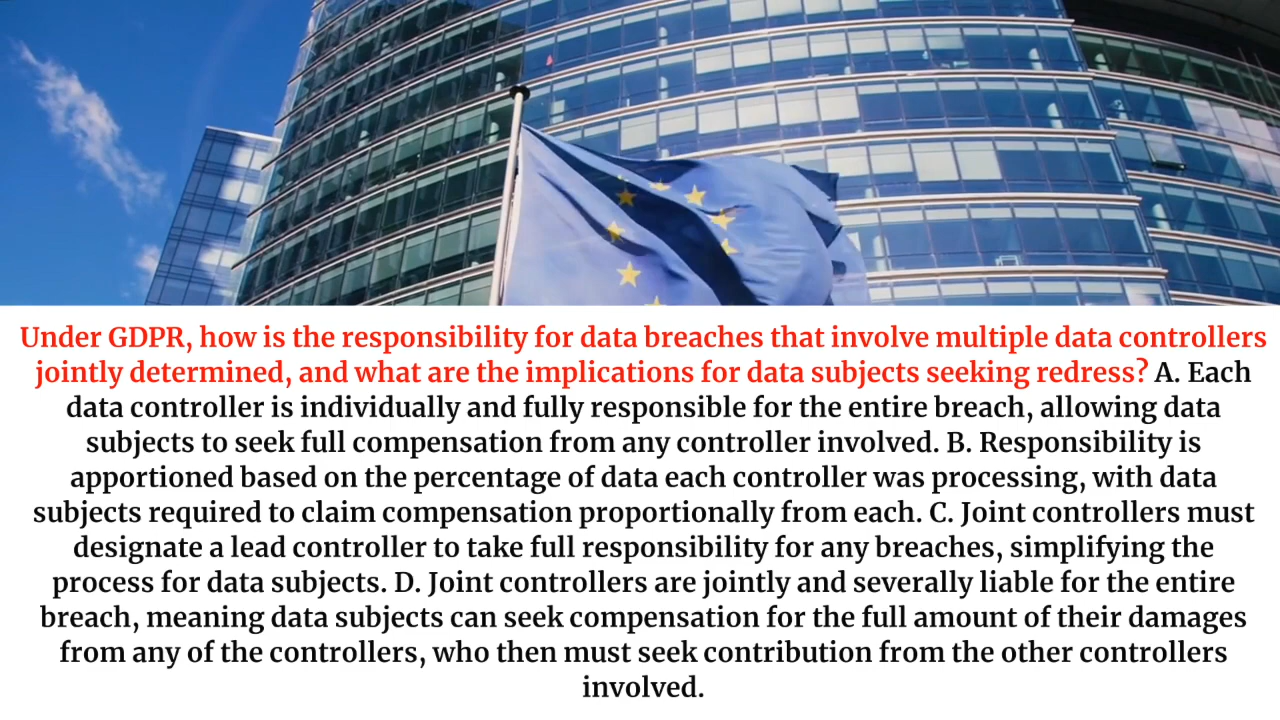 Under GDPR, how is the responsibility for data breaches that involve multiple data controllers
jointly determined, and what are the implications for data subjects seeking redress? A. Each
data controller is individually and fully responsible for the entire breach, allowing data
subjects to seek full compensation from any controller involved. B. Responsibility is
apportioned based on the percentage of data each controller was processing, with data
subjects required to claim compensation proportionally from each. C. Joint controllers must
designate a lead controller to take full responsibility for any breaches, simplifying the
process for data subjects. D. Joint controllers are jointly and severally liable for the entire
breach, meaning data subjects can seek compensation for the full amount of their damages
from any of the controllers, who then must seek contribution from the other controllers
involved.